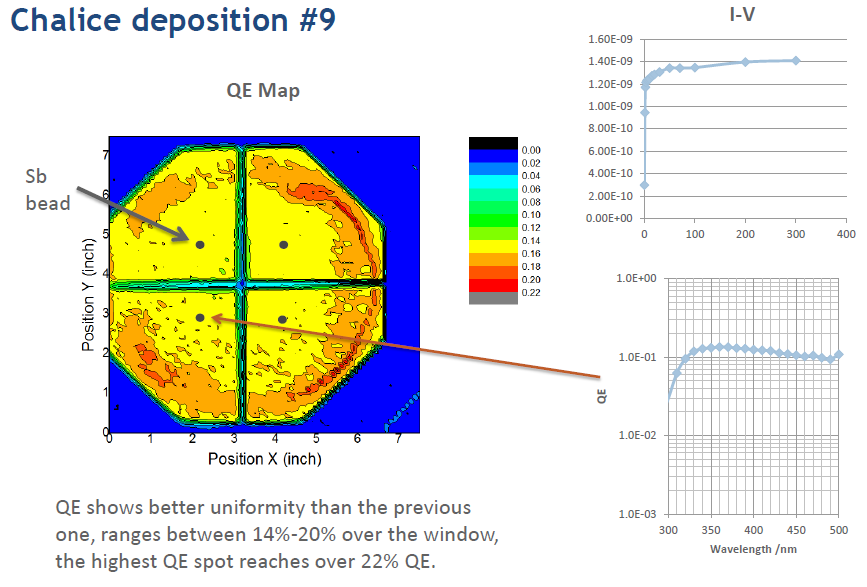 Chalice deposition #9
QE Map
Sb
bead
Position Y (inch)
7
6
5
4
3
2
1
0
0 1 2 3 4 5 6 7
Position X (inch)
0.00
0.02
0.04
0.06
0.08
0.10
0.12
0.14
0.16
0.18
0.20
0.22
I-V
1.60E-09
1.40E-09
1.20E-09
1.00E-09
8.00E-10
6.00E-10
4.00E-10
2.00E-10
0.00E+00
0 100 200 300 400
QE
1.0E+00
1.0E-01
1.0E-02
1.0E-03
300 350 400 450 500
Wavelength /nm
QE shows better uniformity than the previous
one, ranges between 14%-20% over the window,
the highest QE spot reaches over 22% QE.